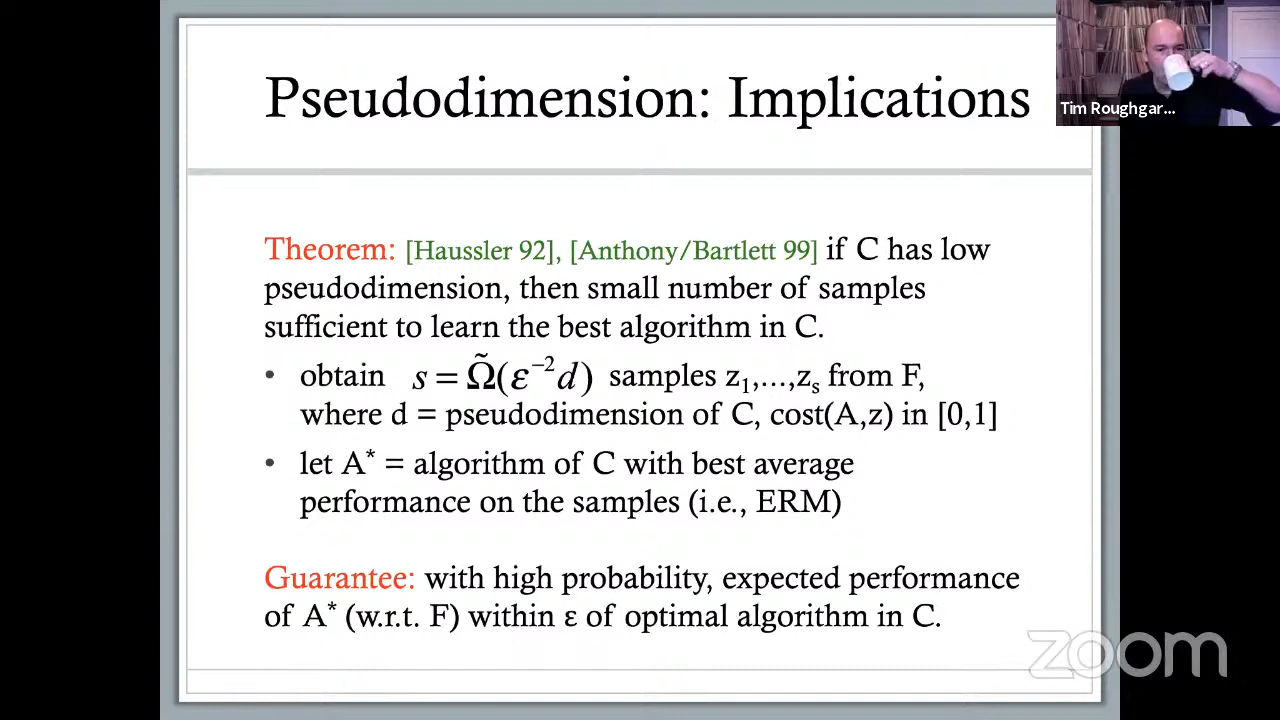 Pseudodimension: Implications
Tim Roughgar...
Theorem: [Haussler 92], [Anthony/Bartlett 99] if C has low
pseudodimension, then small number of samples
sufficient to learn the best algorithm in C.
• obtain s = Ω̃(ε⁻²d) samples z₁,...,zₛ from F,
where d = pseudodimension of C, cost(A,z) in [0,1]
• let A* = algorithm of C with best average
performance on the samples (i.e., ERM)
Guarantee: with high probability, expected performance
of A* (w.r.t. F) within ε of optimal algorithm in C.
zoom